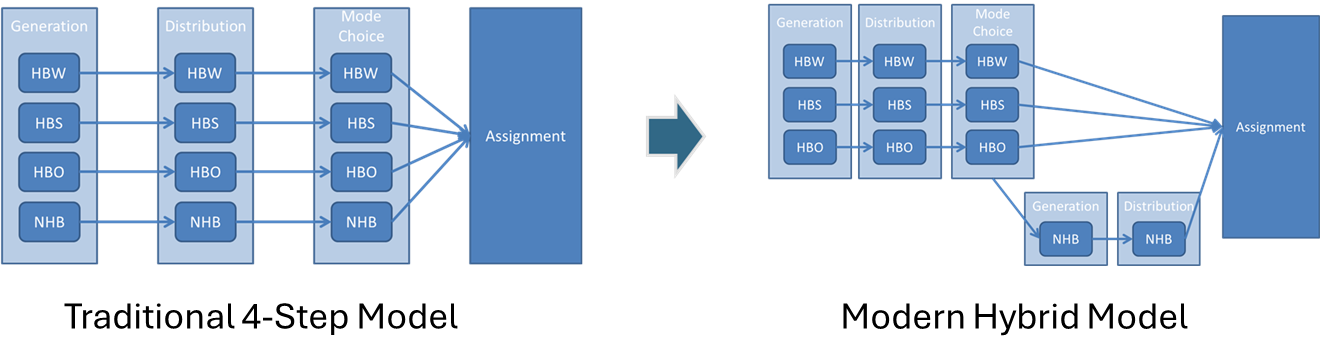 Generation
Distribution
Mode
Choice
HBW
HBW
HBW
HBS
HBS
HBS
HBO
HBO
HBO
NHB
NHB
NHB
Assignment
Traditional 4-Step Model
Generation
Distribution
Mode
Choice
HBW
HBW
HBW
HBS
HBS
HBS
HBO
HBO
HBO
Generation
Distribution
NHB
NHB
Assignment
Modern Hybrid Model